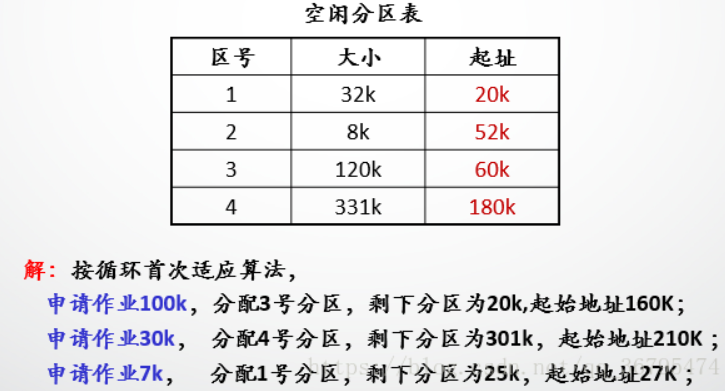 空闲分区表
区号 大小 起址
1 32k 20k
2 8k 52k
3 120k 60k
4 331k 180k
解：按循环首次适应算法，
申请作业100k，分配3号分区，剩下分区为20k,起始地址160K；
申请作业30k， 分配4号分区，剩下分区为301k，起始地址210K；
申请作业7k， 分配1号分区，剩下分区为25k，起始地址27K；